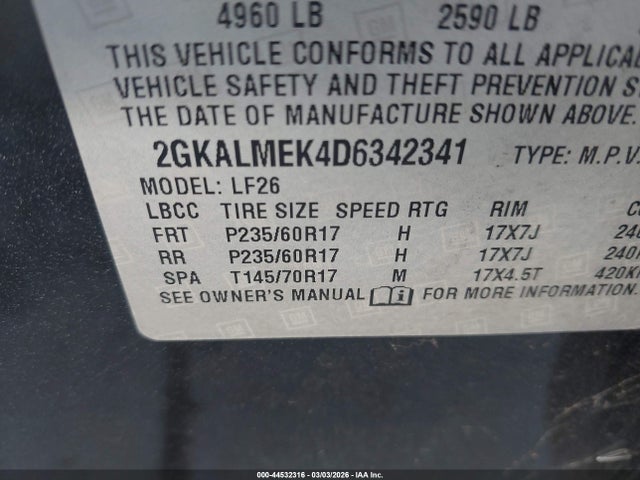 4960 LB 2590 LB
THIS VEHICLE CONFORMS TO ALL APPLICA
VEHICLE SAFETY AND THEFT PREVENTION S
THE DATE OF MANUFACTURE SHOWN ABOVE.
2GKALMEK4D6342341 TYPE: M.P.V.
MODEL: LF26
LBCC TIRE SIZE SPEED RTG RIM C
FRT P235/60R17 H 17X7J 240
RR P235/60R17 H 17X7J 240K
SPA T145/70R17 M 17X4.5T 420K
SEE OWNER'S MANUAL i FOR MORE INFORMATION.
000-44532316 - 03/03/2026 - IAA Inc.